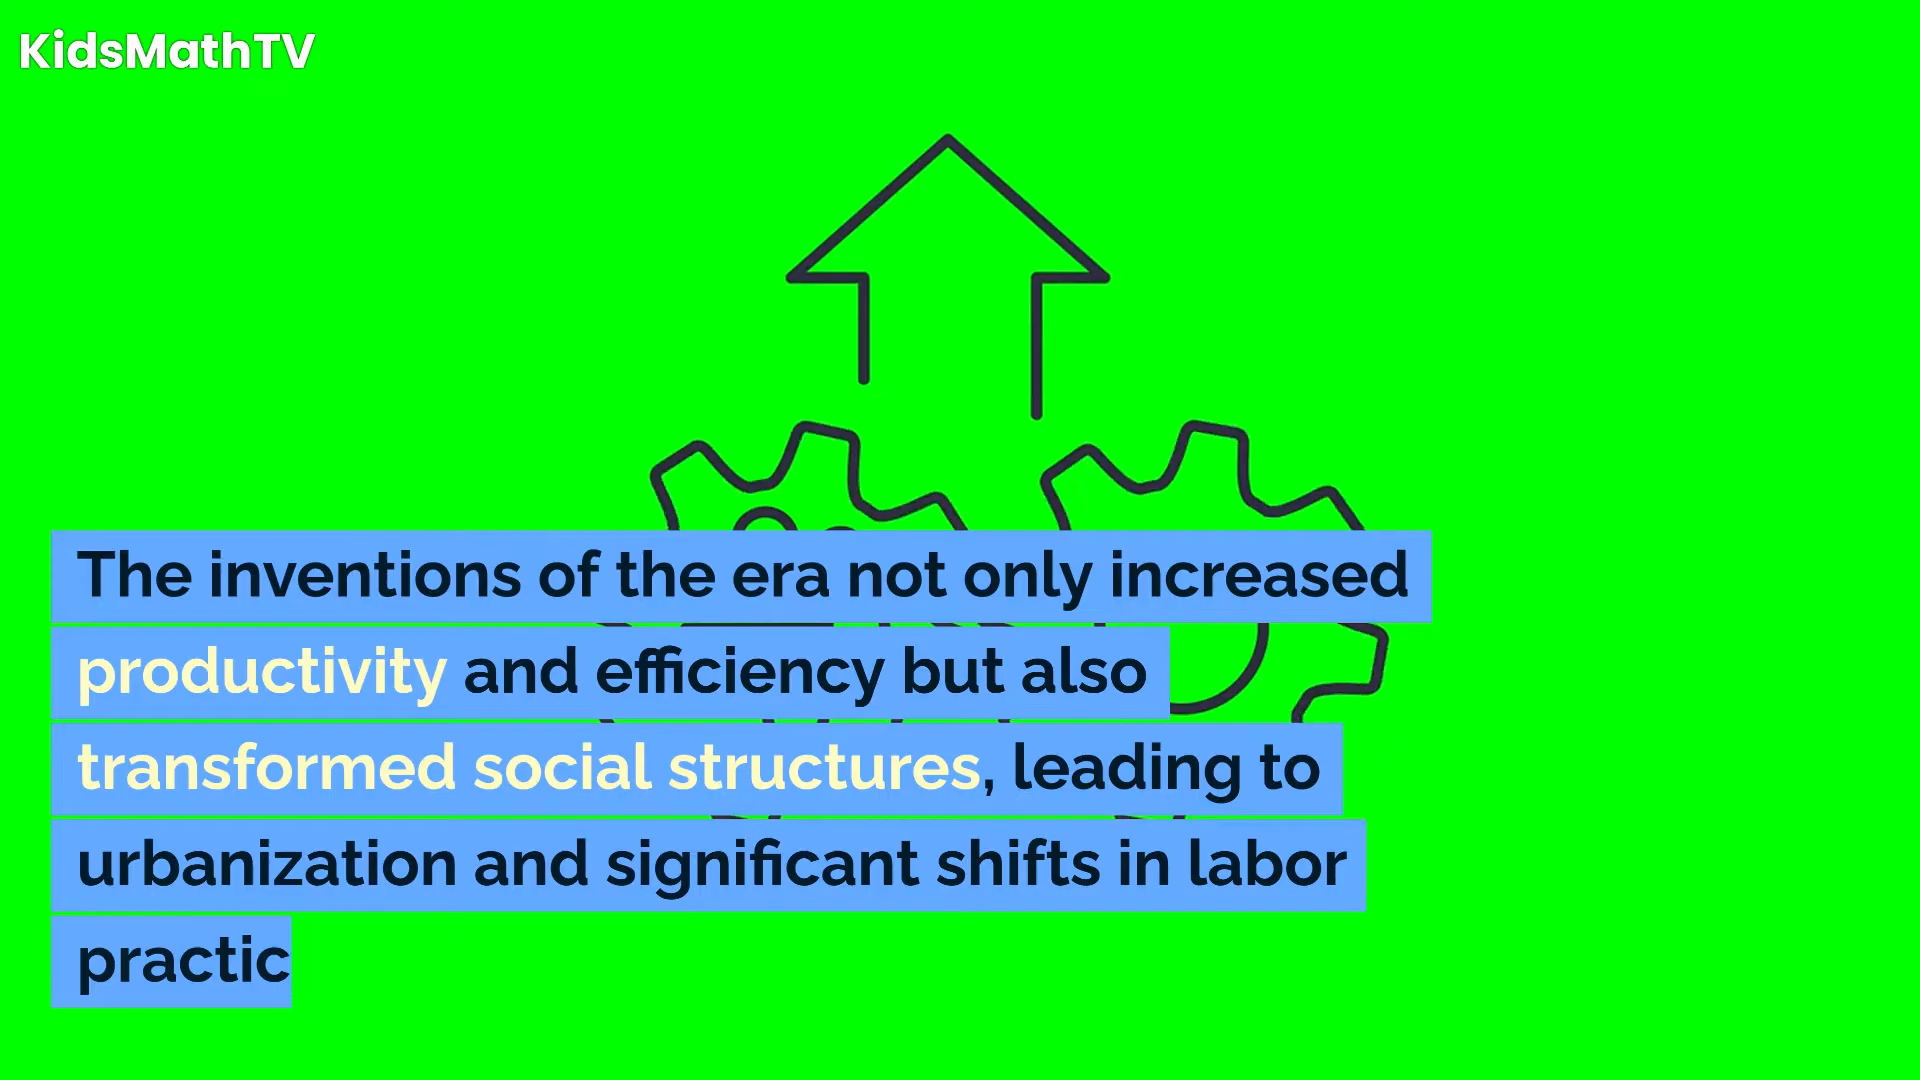 KidsMathTV
The inventions of the era not only increased
productivity and efficiency but also
transformed social structures, leading to
urbanization and significant shifts in labor
practic